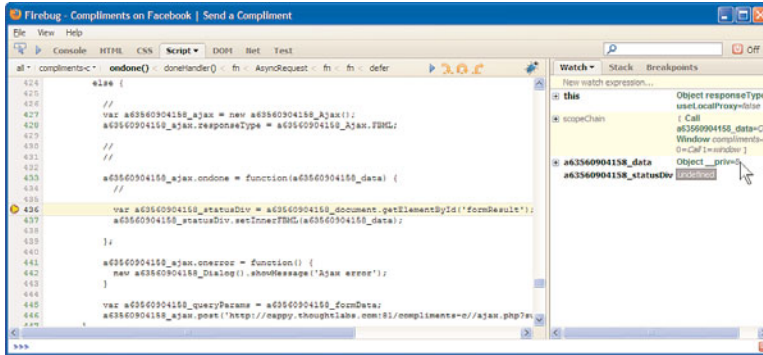 Firebug - Compliments on Facebook | Send a Compliment
File View Help
Console HTML CSS Script DOM Net Test
Off
all compliments-c ondone() < doneHandler() < fn < AsyncRequest < fn < fn < defer
Watch Stack Breakpoints
New watch expression...
424 else {
425
426 //
427 var a63560904158_ajax = new a63560904158_Ajax();
428 a63560904158_ajax.responseType = a63560904158_Ajax.FBML;
429
430 //
431 //
432
433 a63560904158_ajax.ondone = function(a63560904158_data) {
434 //
435
436 var a63560904158_statusDiv = a63560904158_document.getElementById('formResult');
437 a63560904158_statusDiv.setInnerFBML(a63560904158_data);
438
439 };
440
441 a63560904158_ajax.onerror = function() {
442 new a63560904158_Dialog().showMessage('Ajax error');
443 }
444
445 var a63560904158_queryParams = a63560904158_formData;
446 a63560904158_ajax.post('http://cappy.thoughtlabs.com:81/compliments-c//ajax.php?su
447
this Object responseType
useLocalProxy=false
scopeChain [ Call
a63560904158_data=O
Window compliments-
0=Call 1=window ]
a63560904158_data Object __priv=5
a63560904158_statusDiv undefined
>>>